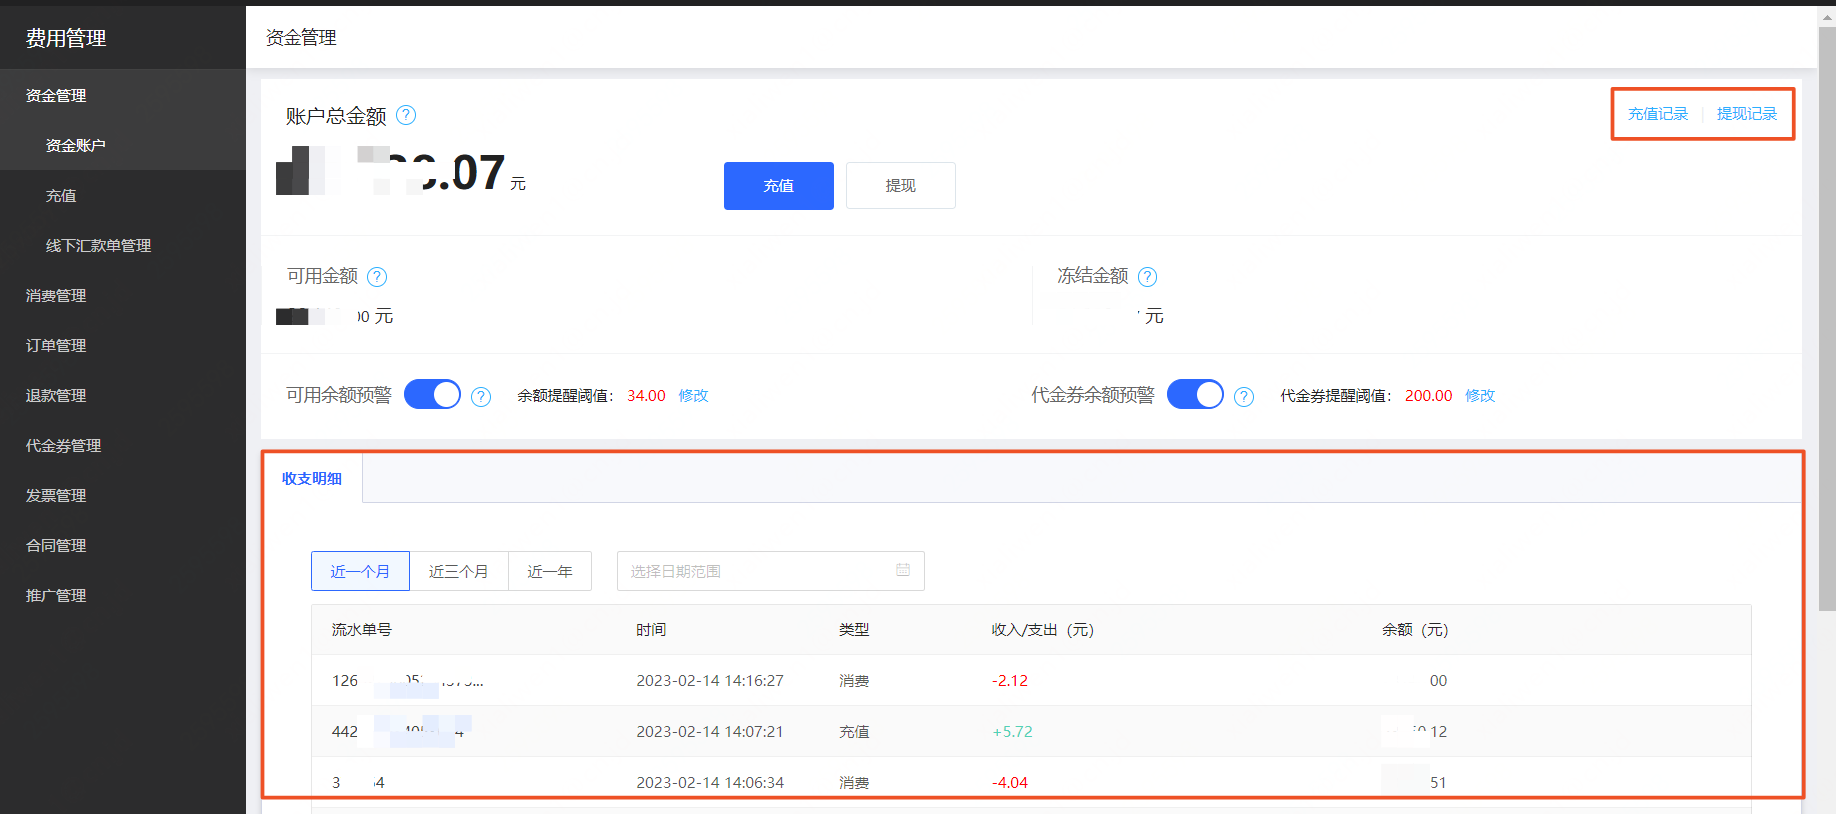 费用管理
资金管理
资金账户
充值
线下汇款单管理
消费管理
订单管理
退款管理
代金券管理
发票管理
合同管理
推广管理
资金管理
账户总金额 ?
充值记录 提现记录
.07 元
充值 提现
可用金额 ?
00 元
冻结金额 ?
元
可用余额预警 ? 余额提醒阈值： 34.00 修改
代金券余额预警 ? 代金券提醒阈值： 200.00 修改
收支明细
近一个月 近三个月 近一年 选择日期范围
流水单号 时间 类型 收入/支出（元） 余额（元）
126 2023-02-14 14:16:27 消费 -2.12 00
442 2023-02-14 14:07:21 充值 +5.72 12
3 4 2023-02-14 14:06:34 消费 -4.04 51